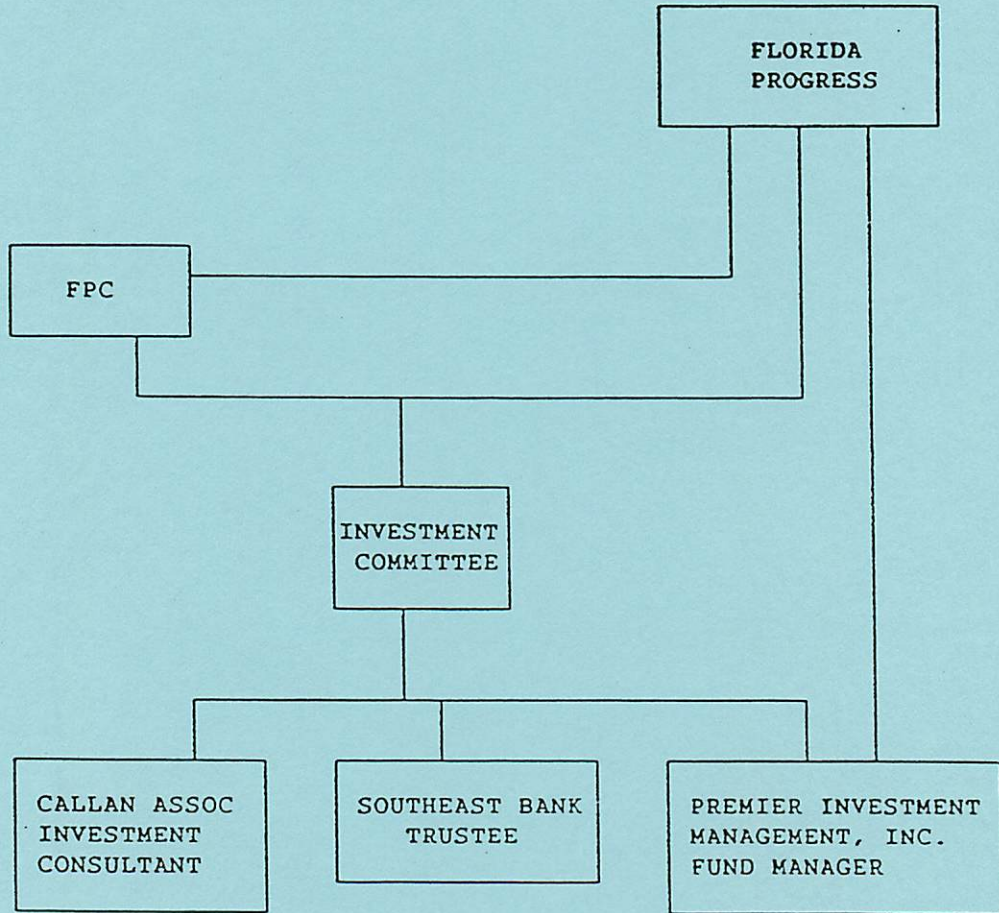 FLORIDA
PROGRESS
FPC
INVESTMENT
COMMITTEE
CALLAN ASSOC
INVESTMENT
CONSULTANT
SOUTHEAST BANK
TRUSTEE
PREMIER INVESTMENT
MANAGEMENT, INC.
FUND MANAGER